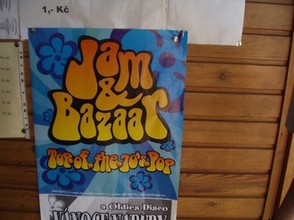 1,- Kč
Jam
&
Bazaar
Top of the 70's Pop
a Oldies Disco